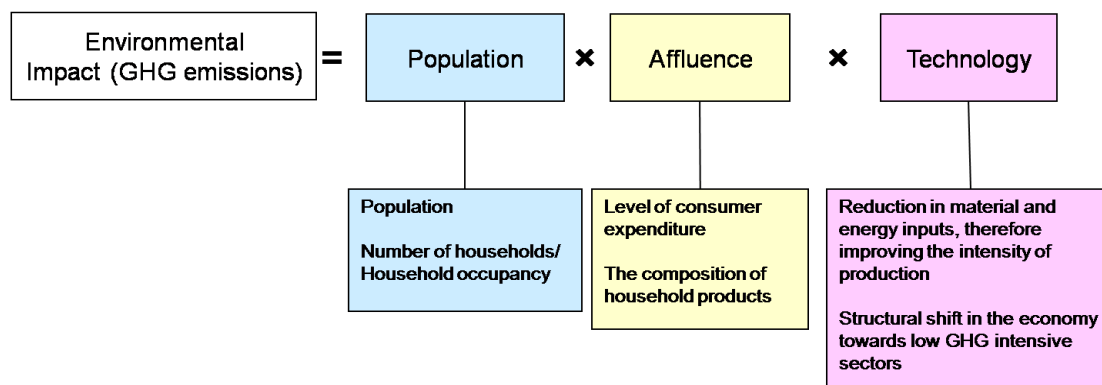 Environmental
Impact (GHG emissions)
=
Population
×
Affluence
×
Technology
Population
Number of households/
Household occupancy
Level of consumer
expenditure
The composition of
household products
Reduction in material and
energy inputs, therefore
improving the intensity of
production
Structural shift in the economy
towards low GHG intensive
sectors